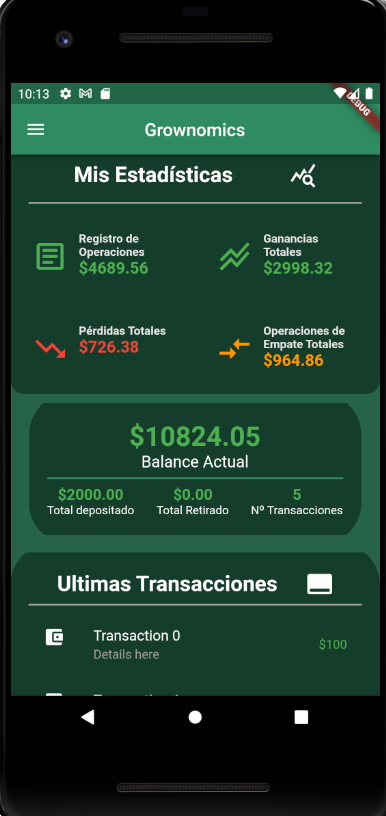 10:13
DEBUG
Grownomics
Mis Estadísticas
Registro de
Operaciones
$4689.56
Ganancias
Totales
$2998.32
Pérdidas Totales
$726.38
Operaciones de
Empate Totales
$964.86
$10824.05
Balance Actual
$2000.00 $0.00 5
Total depositado Total Retirado Nº Transacciones
Ultimas Transacciones
Transaction 0
Details here
$100